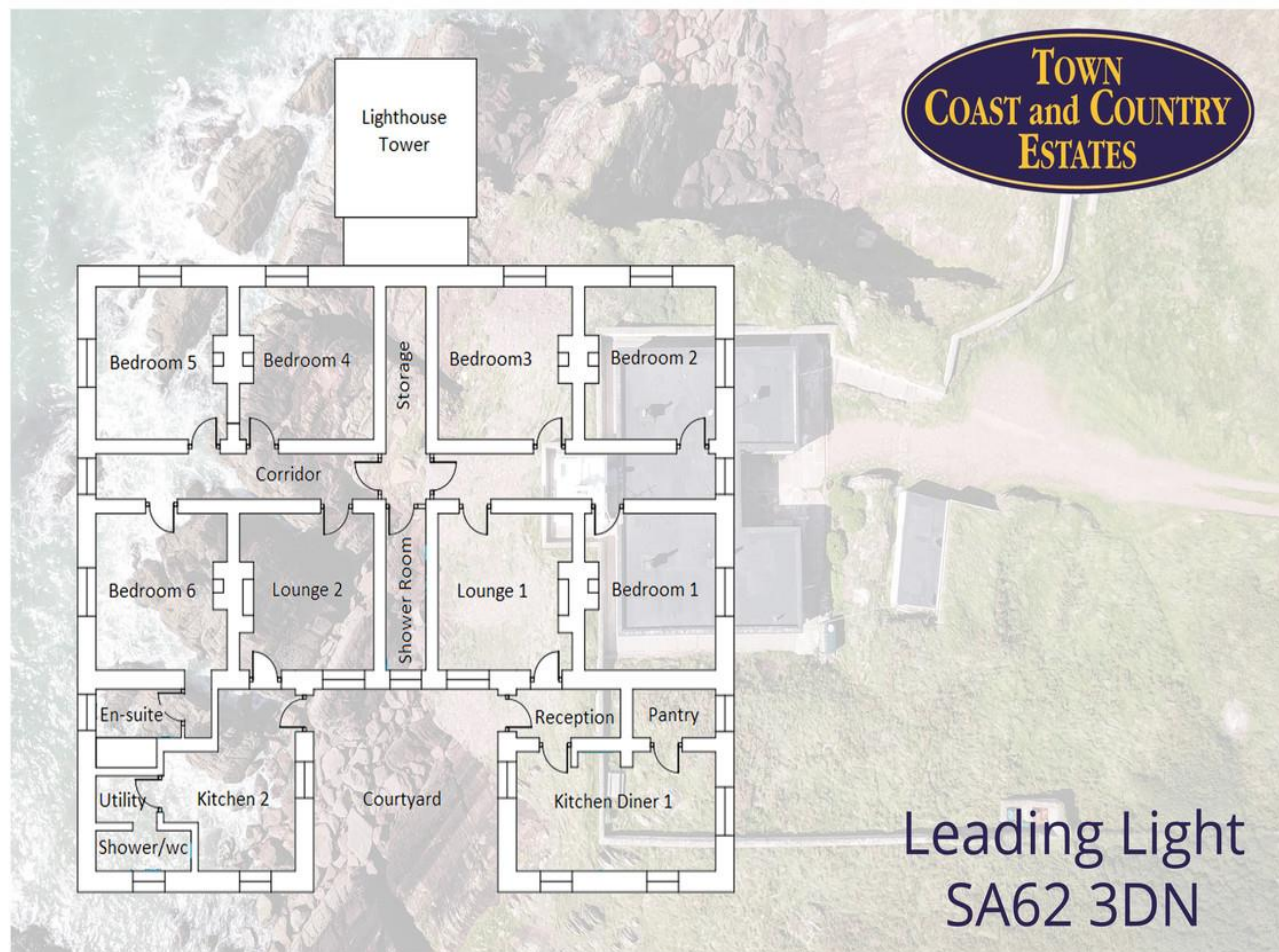 TOWN
COAST and COUNTRY
ESTATES
Lighthouse
Tower
Bedroom 5
Bedroom 4
Storage
Bedroom3
Bedroom 2
Corridor
Bedroom 6
Lounge 2
Shower Room
Lounge 1
Bedroom 1
En-suite
Reception
Pantry
Utility
Kitchen 2
Courtyard
Kitchen Diner 1
Shower/wc
Leading Light
SA62 3DN